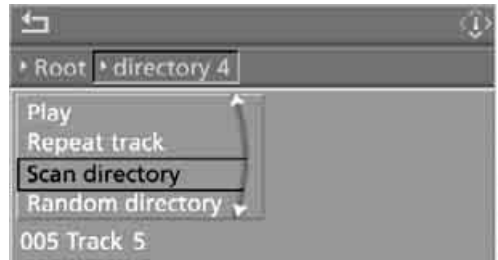 Root directory 4
Play
Repeat track
Scan directory
Random directory
005 Track 5